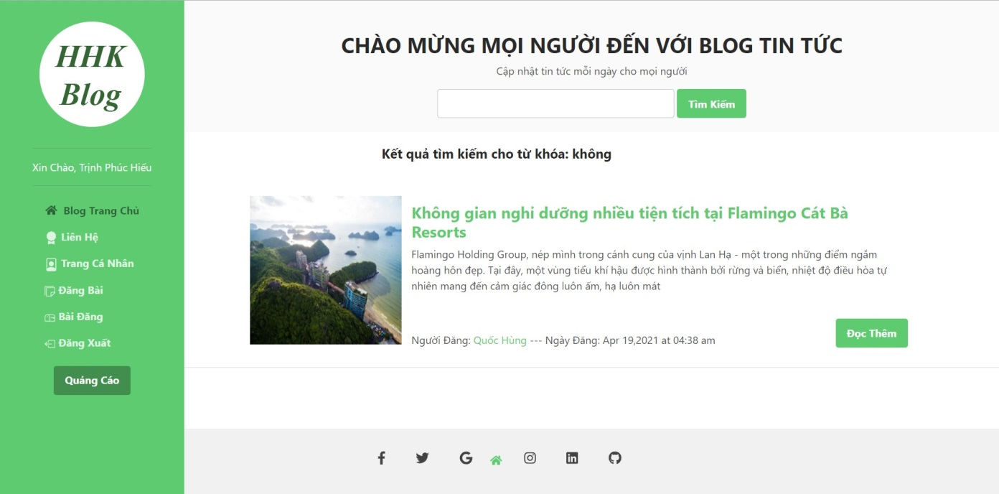 HHK
Blog
Xin Chào, Trịnh Phúc Hiếu
Blog Trang Chủ
Liên Hệ
Trang Cá Nhân
Đăng Bài
Bài Đăng
Đăng Xuất
Quảng Cáo
CHÀO MỪNG MỌI NGƯỜI ĐẾN VỚI BLOG TIN TỨC
Cập nhật tin tức mỗi ngày cho mọi người
Tìm Kiếm
Kết quả tìm kiếm cho từ khóa: không
Không gian nghi dưỡng nhiều tiện tích tại Flamingo Cát Bà
Resorts
Flamingo Holding Group, nép mình trong cánh cung của vịnh Lan Hạ - một trong những điểm ngắm
hoàng hôn đẹp. Tại đây, một vùng tiểu khí hậu được hình thành bởi rừng và biển, nhiệt độ điều hòa tự
nhiên mang đến cảm giác đông luôn ấm, hạ luôn mát
Người Đăng: Quốc Hùng --- Ngày Đăng: Apr 19,2021 at 04:38 am
Đọc Thêm